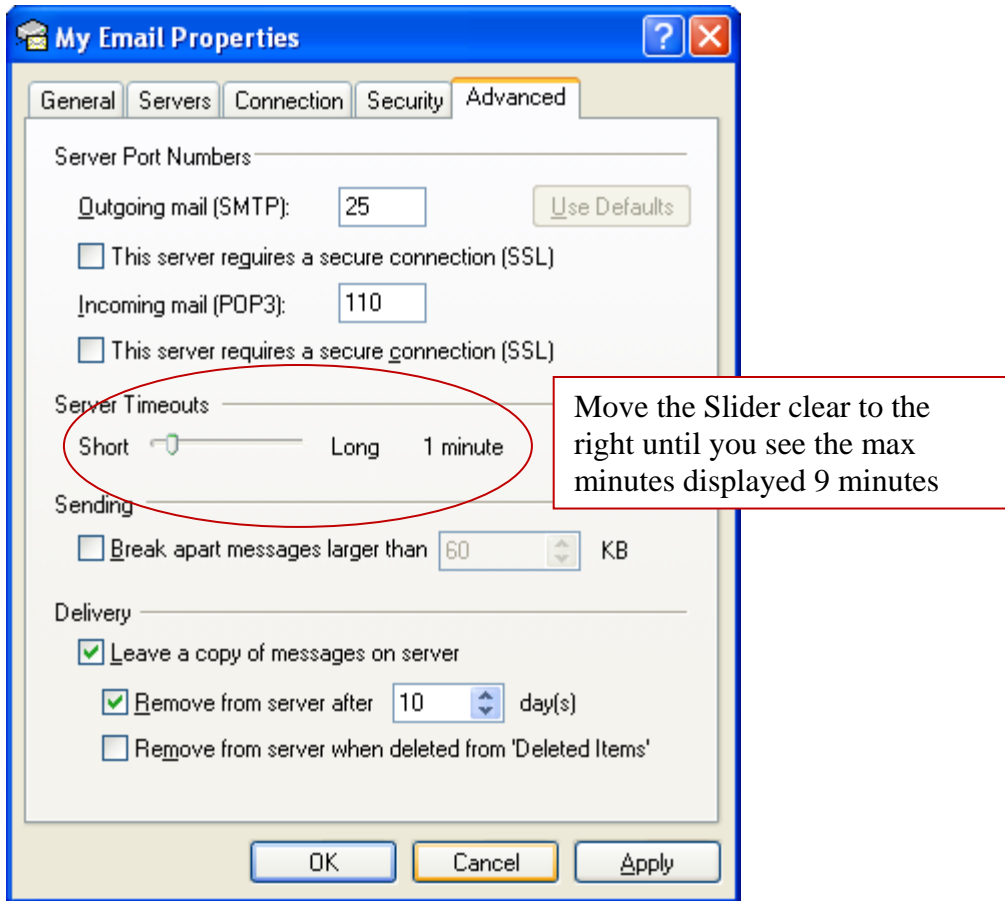 My Email Properties
General Servers Connection Security Advanced
Server Port Numbers
Outgoing mail (SMTP): 25 Use Defaults
This server requires a secure connection (SSL)
Incoming mail (POP3): 110
This server requires a secure connection (SSL)
Server Timeouts
Short Long 1 minute
Move the Slider clear to the
right until you see the max
minutes displayed 9 minutes
Sending
Break apart messages larger than 60 KB
Delivery
Leave a copy of messages on server
Remove from server after 10 day(s)
Remove from server when deleted from 'Deleted Items'
OK Cancel Apply